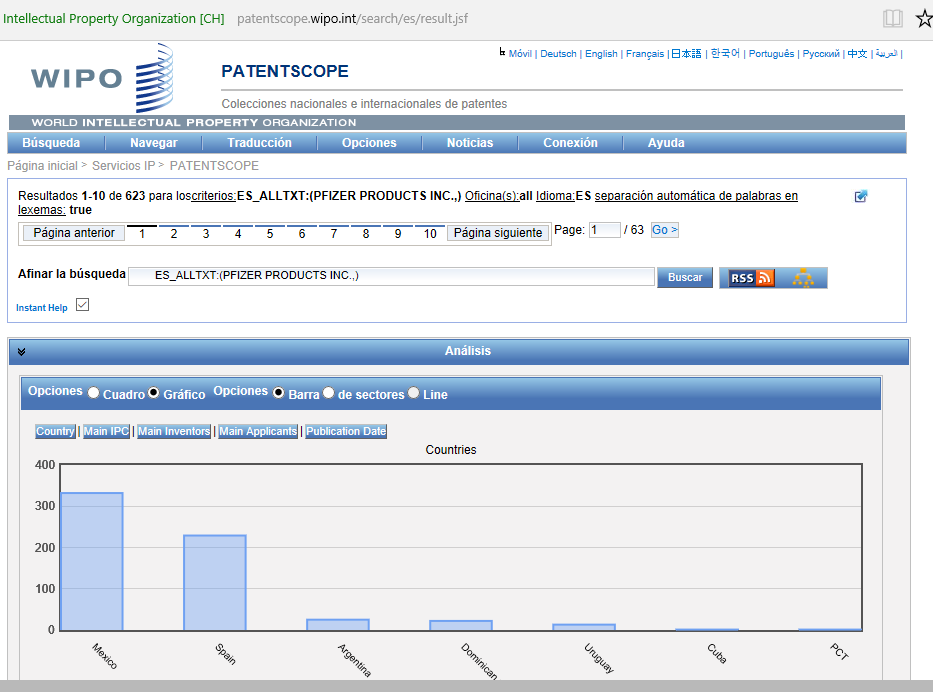 Intellectual Property Organization [CH] patentscope.wipo.int/search/es/result.jsf
Móvil | Deutsch | English | Français | 日本語 | 한국어 | Português | Русский | 中文 | العربية |
WIPO
PATENTSCOPE
Colecciones nacionales e internacionales de patentes
WORLD INTELLECTUAL PROPERTY ORGANIZATION
Búsqueda Navegar Traducción Opciones Noticias Conexión Ayuda
Página inicial > Servicios IP > PATENTSCOPE
Resultados 1-10 de 623 para loscriterios:ES_ALLTXT:(PFIZER PRODUCTS INC.,) Oficina(s):all Idioma:ES separación automática de palabras en
lexemas: true
Página anterior 1 2 3 4 5 6 7 8 9 10 Página siguiente Page: 1 / 63 Go >
Afinar la búsqueda ES_ALLTXT:(PFIZER PRODUCTS INC.,) Buscar RSS
Instant Help
Análisis
Opciones Cuadro Gráfico Opciones Barra de sectores Line
Country | Main IPC | Main Inventors | Main Applicants | Publication Date
Countries
400
300
200
100
0
Mexico Spain Argentina Dominican Uruguay Cuba PCT